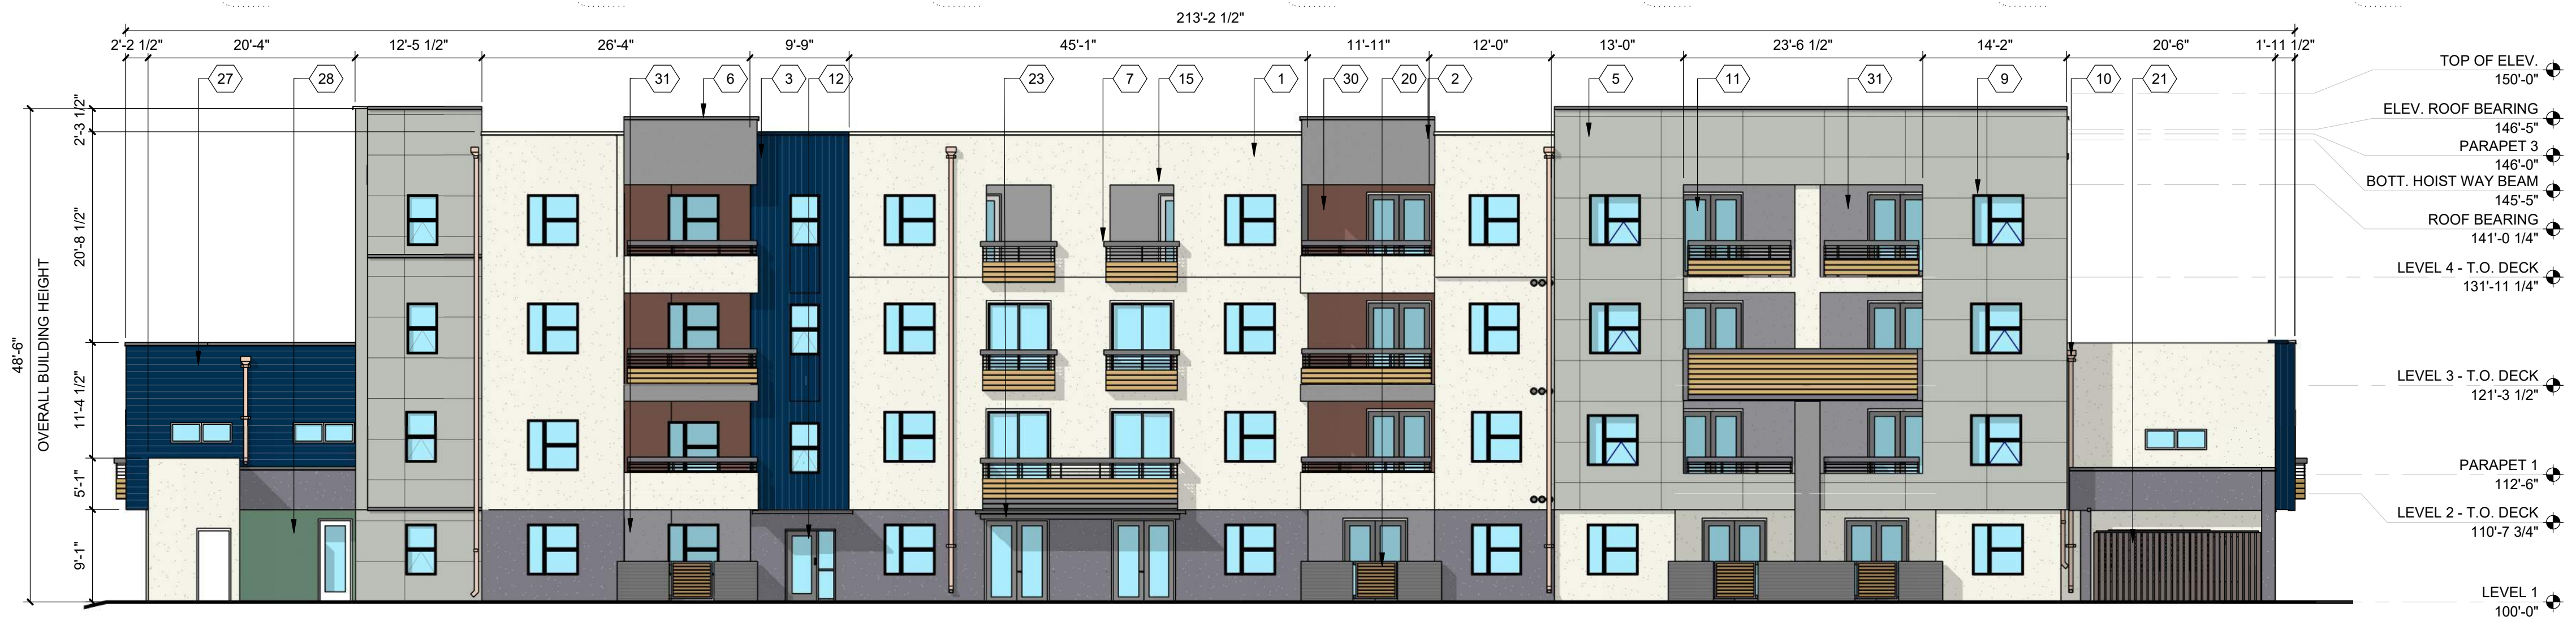 213'-2 1/2"
2'-2 1/2" 20'-4" 12'-5 1/2" 26'-4" 9'-9" 45'-1" 11'-11" 12'-0" 13'-0" 23'-6 1/2" 14'-2" 20'-6" 1'-11 1/2"
27 28 31 6 3 12 23 7 15 1 30 20 2 5 11 31 9 10 21
48'-6"
OVERALL BUILDING HEIGHT
2'-3 1/2"
20'-8 1/2"
11'-4 1/2"
5'-1"
9'-1"
TOP OF ELEV.
150'-0"
ELEV. ROOF BEARING
146'-5"
PARAPET 3
146'-0"
BOTT. HOIST WAY BEAM
145'-5"
ROOF BEARING
141'-0 1/4"
LEVEL 4 - T.O. DECK
131'-11 1/4"
LEVEL 3 - T.O. DECK
121'-3 1/2"
PARAPET 1
112'-6"
LEVEL 2 - T.O. DECK
110'-7 3/4"
LEVEL 1
100'-0"